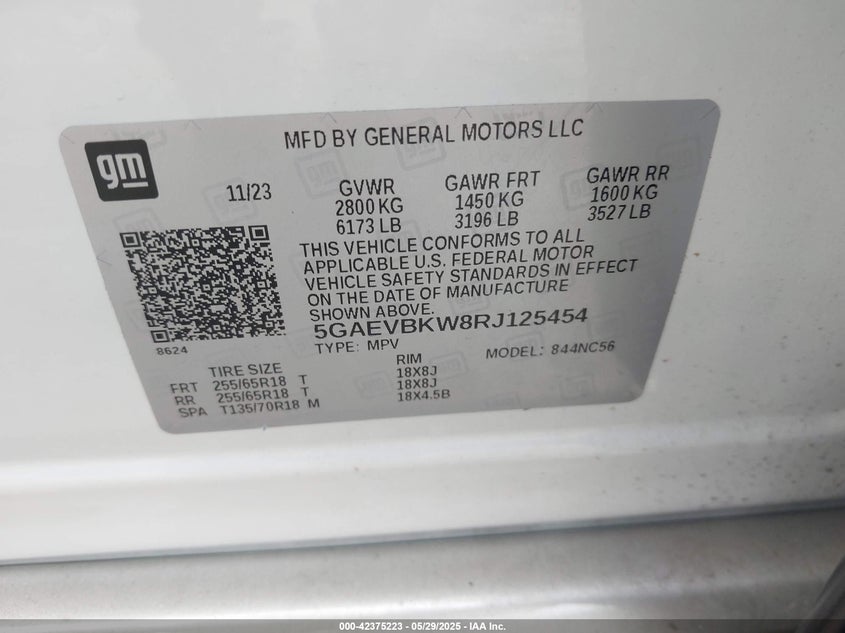 MFD BY GENERAL MOTORS LLC
gm
11/23
GVWR
2800 KG
6173 LB
GAWR FRT
1450 KG
3196 LB
GAWR RR
1600 KG
3527 LB
THIS VEHICLE CONFORMS TO ALL
APPLICABLE U.S. FEDERAL MOTOR
VEHICLE SAFETY STANDARDS IN EFFECT
ON THE DATE OF MANUFACTURE
SHOWN ABOVE.
5GAEVBKW8RJ125454
8624
TYPE: MPV
MODEL: 844NC56
TIRE SIZE RIM
FRT 255/65R18 T 18X8J
RR 255/65R18 T 18X8J
SPA T135/70R18 M 18X4.5B
000-42375223 - 05/29/2025 - IAA Inc.